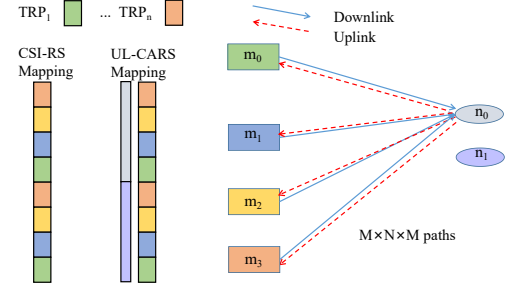 TRP₁ ... TRPₙ
CSI-RS
Mapping
UL-CARS
Mapping
Downlink
Uplink
m₀
m₁
m₂
m₃
n₀
n₁
M×N×M paths